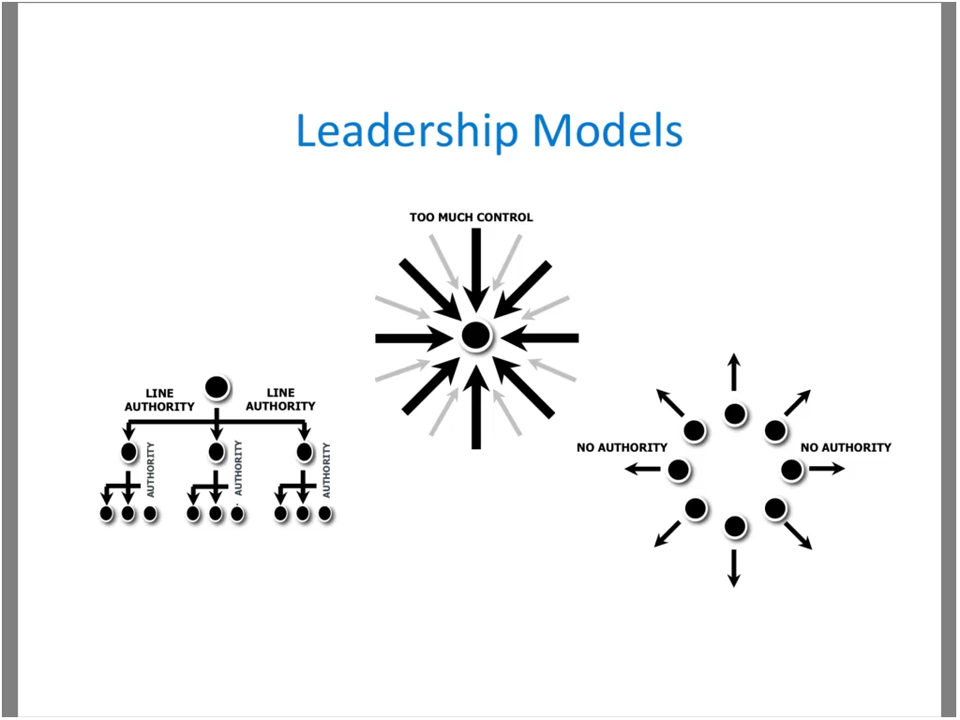 Leadership Models
TOO MUCH CONTROL
LINE
AUTHORITY
LINE
AUTHORITY
AUTHORITY
AUTHORITY
AUTHORITY
NO AUTHORITY
NO AUTHORITY